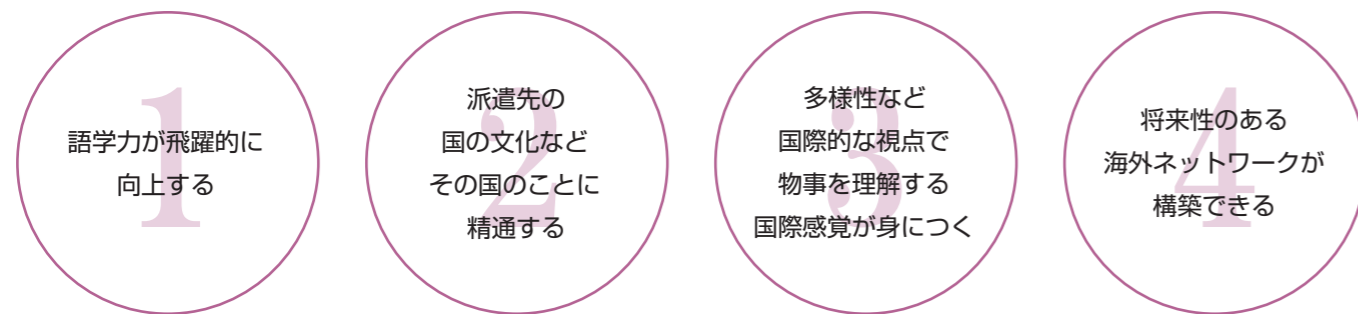 1
語学力が飛躍的に
向上する
2
派遣先の
国の文化など
その国のことに
精通する
3
多様性など
国際的な視点で
物事を理解する
国際感覚が身につく
4
将来性のある
海外ネットワークが
構築できる